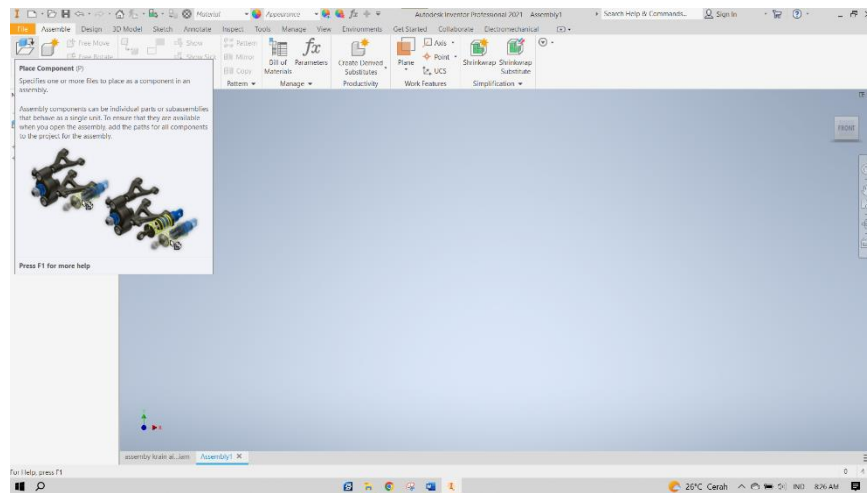 Material
Appearance
Autodesk Inventor Professional 2021 Assembly1
Search Help & Commands...
Sign In
File Assemble Design 3D Model Sketch Annotate Inspect Tools Manage View Environments Get Started Collaborate Electromechanical
Free Move
Show
Pattern
Axis
Free Rotate
Mirror
Point
Copy
UCS
Bill of Materials
fx
Parameters
Create Derived Substitutes
Plane
Shrinkwrap
Shrinkwrap Substitute
Pattern
Manage
Productivity
Work Features
Simplification
Place Component (P)
Specifies one or more files to place as a component in an
assembly.
Assembly components can be individual parts or subassemblies
that behave as a single unit. To ensure that they are available
when you open the assembly, add the paths for all components
to the project for the assembly.
Press F1 for more help
FRONT
Assembly1
For Help, press F1
0
26°C Cerah
IND
8:26 AM